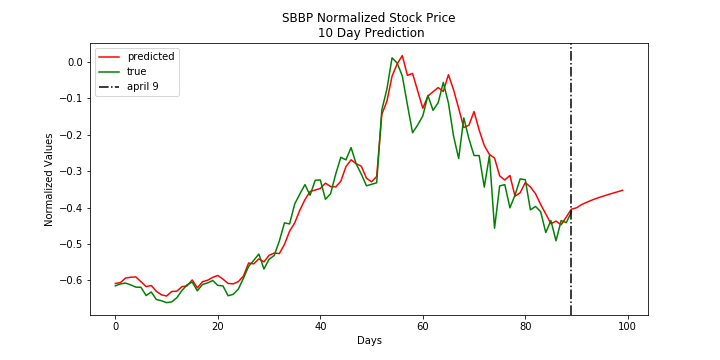 SBBP Normalized Stock Price
10 Day Prediction
predicted
true
april 9
Normalized Values
0.0
−0.1
−0.2
−0.3
−0.4
−0.5
−0.6
0 20 40 60 80 100
Days